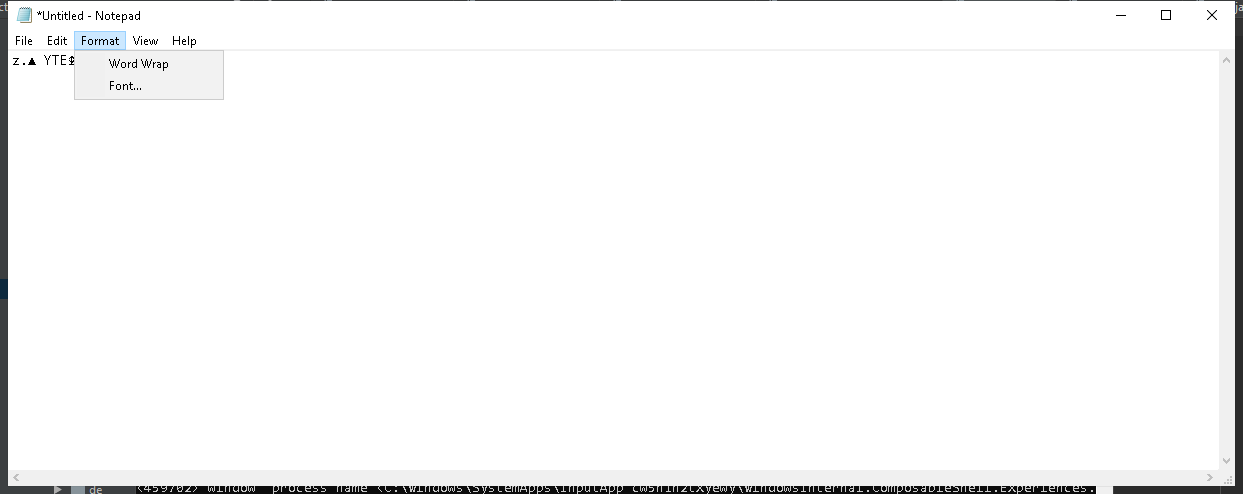 *Untitled - Notepad
File Edit Format View Help
z.▲ YTE
Word Wrap
Font...
de
<459702> window process name <C:\Windows\SystemApps\InputApp_cw5n1h2txyewy\WindowsInternal.ComposableShell.Experiences.